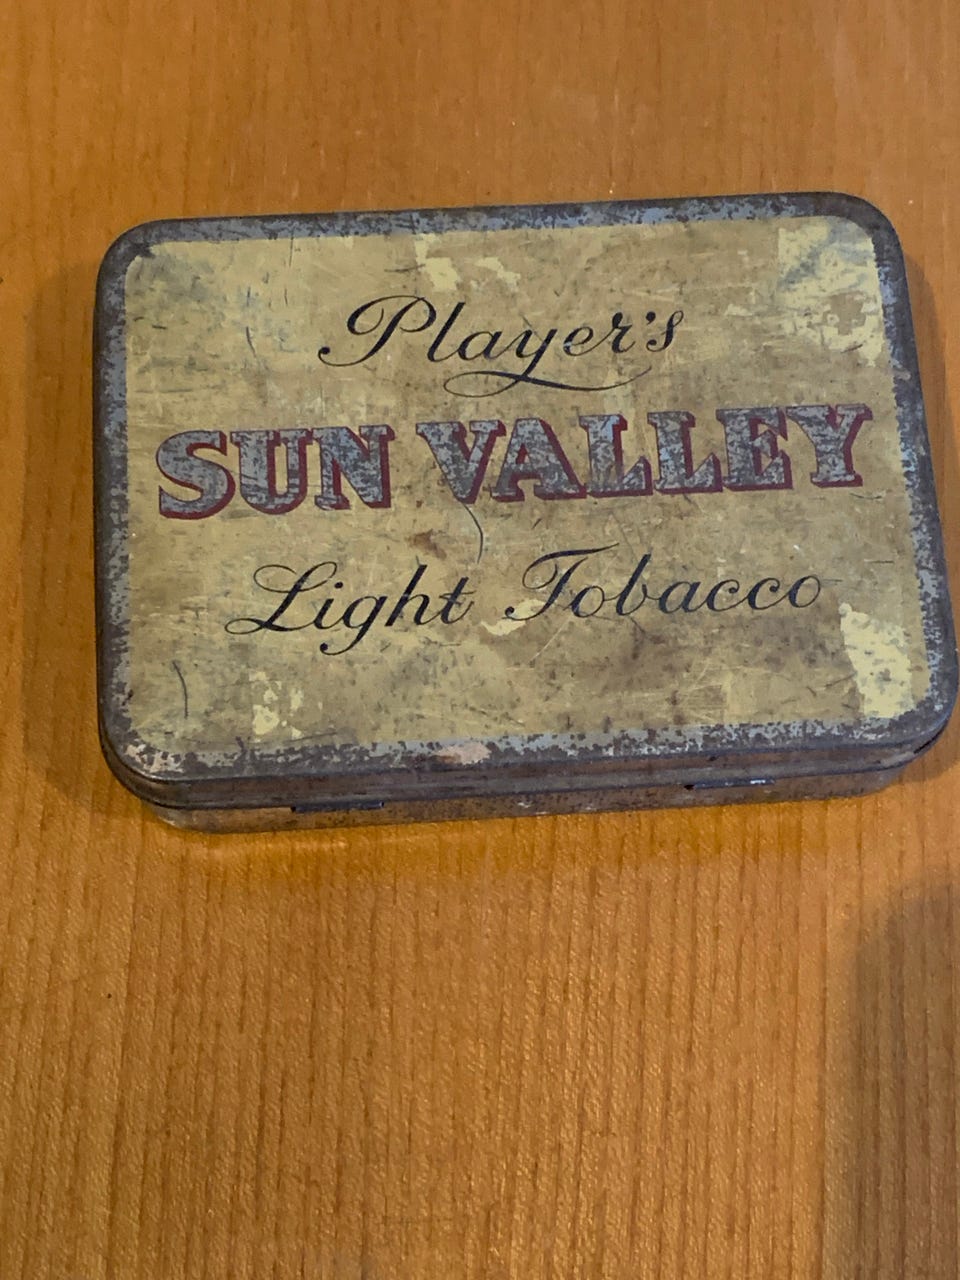 Player's
SUN VALLEY
Light Tobacco